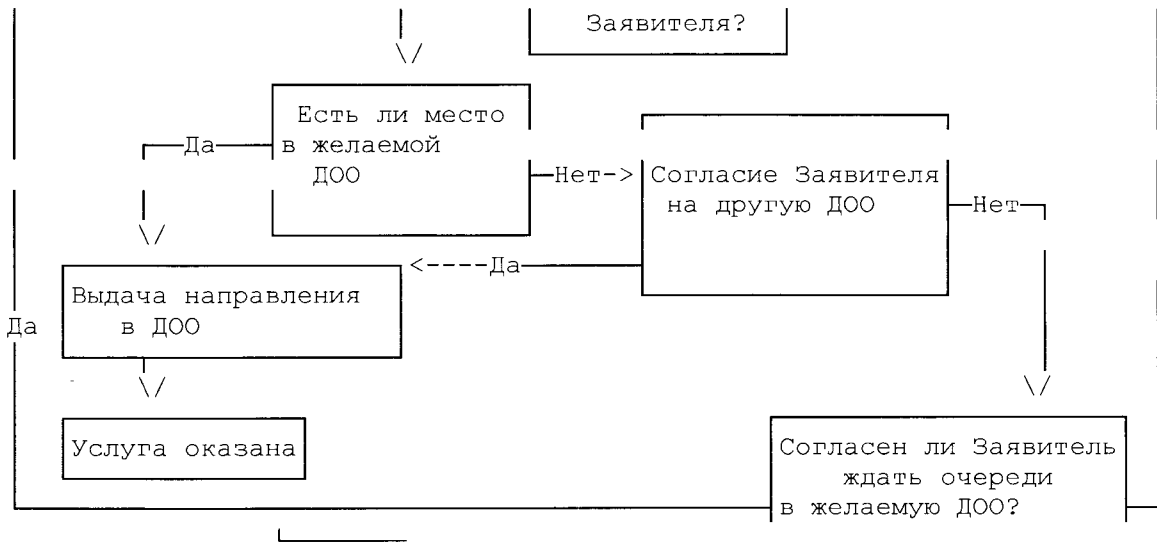 Заявителя?
\/
Есть ли место
Да
в желаемой
ДОО
Нет->
Согласие Заявителя
на другую ДОО
Нет
\/
<----Да
Выдача направления
в ДОО
Да
\/
\/
Услуга оказана
Согласен ли Заявитель
ждать очереди
в желаемую ДОО?